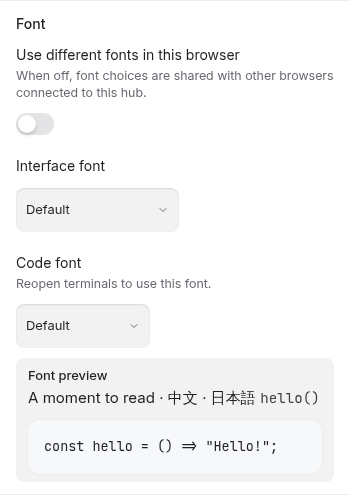 Font
Use different fonts in this browser
When off, font choices are shared with other browsers
connected to this hub.
Interface font
Default
Code font
Reopen terminals to use this font.
Default
Font preview
A moment to read · 中文 · 日本語 hello()
const hello = () => "Hello!";